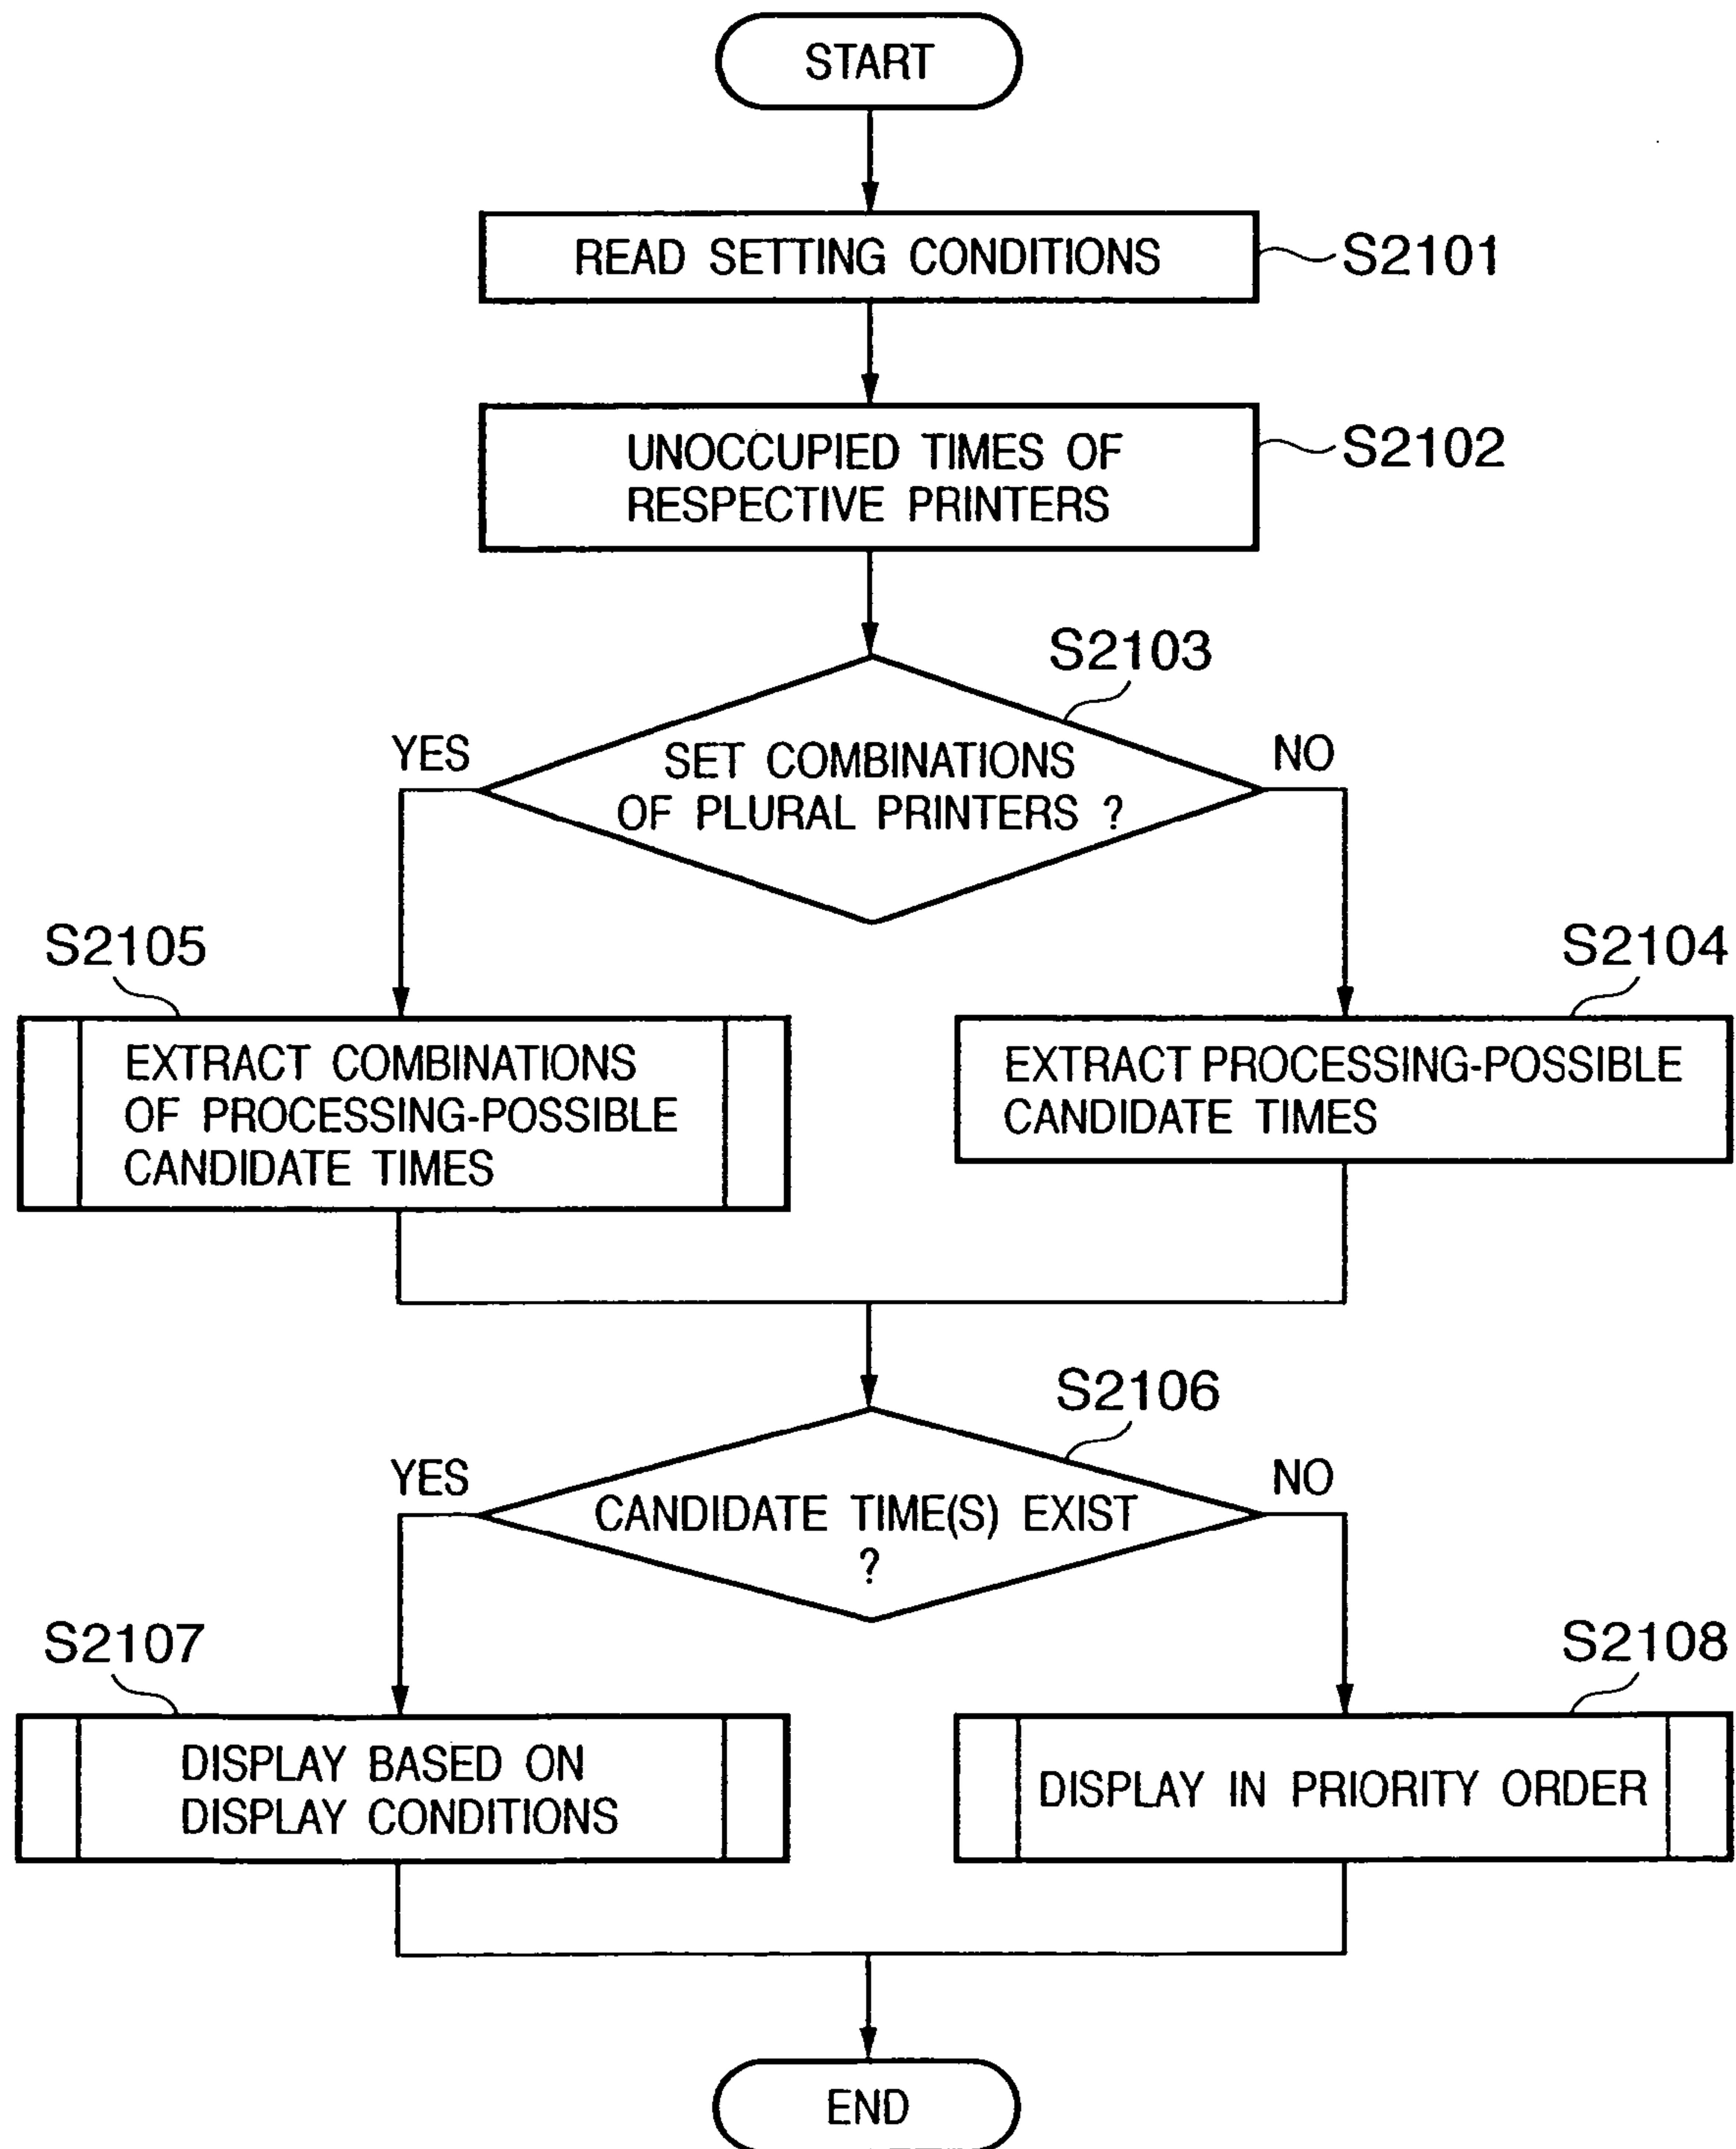 START
READ SETTING CONDITIONS
S2101
UNOCCUPIED TIMES OF
RESPECTIVE PRINTERS
S2102
S2103
YES
SET COMBINATIONS
OF PLURAL PRINTERS ?
NO
S2105
EXTRACT COMBINATIONS
OF PROCESSING-POSSIBLE
CANDIDATE TIMES
S2104
EXTRACT PROCESSING-POSSIBLE
CANDIDATE TIMES
S2106
YES
CANDIDATE TIME(S) EXIST
?
NO
S2107
DISPLAY BASED ON
DISPLAY CONDITIONS
S2108
DISPLAY IN PRIORITY ORDER
END